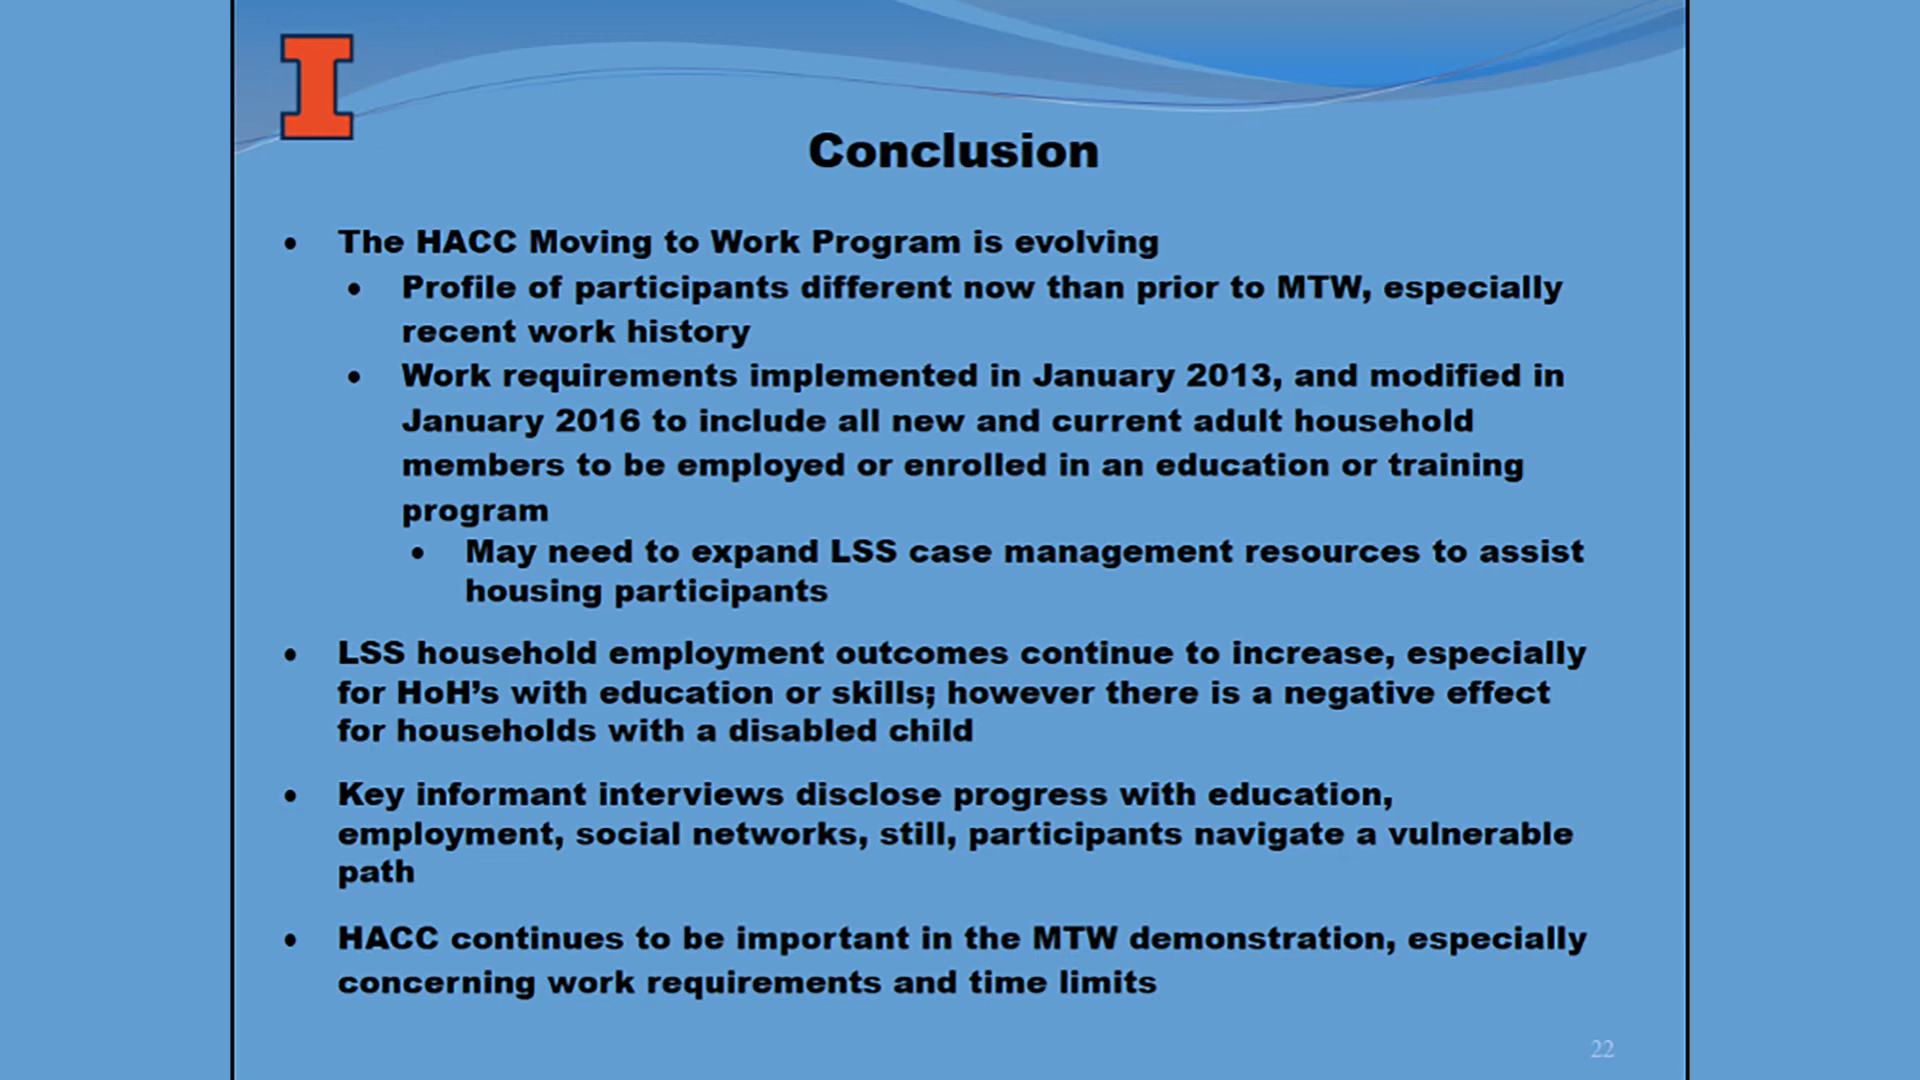 I
Conclusion
• The HACC Moving to Work Program is evolving
• Profile of participants different now than prior to MTW, especially
recent work history
• Work requirements implemented in January 2013, and modified in
January 2016 to include all new and current adult household
members to be employed or enrolled in an education or training
program
• May need to expand LSS case management resources to assist
housing participants
• LSS household employment outcomes continue to increase, especially
for HoH’s with education or skills; however there is a negative effect
for households with a disabled child
• Key informant interviews disclose progress with education,
employment, social networks, still, participants navigate a vulnerable
path
• HACC continues to be important in the MTW demonstration, especially
concerning work requirements and time limits
22